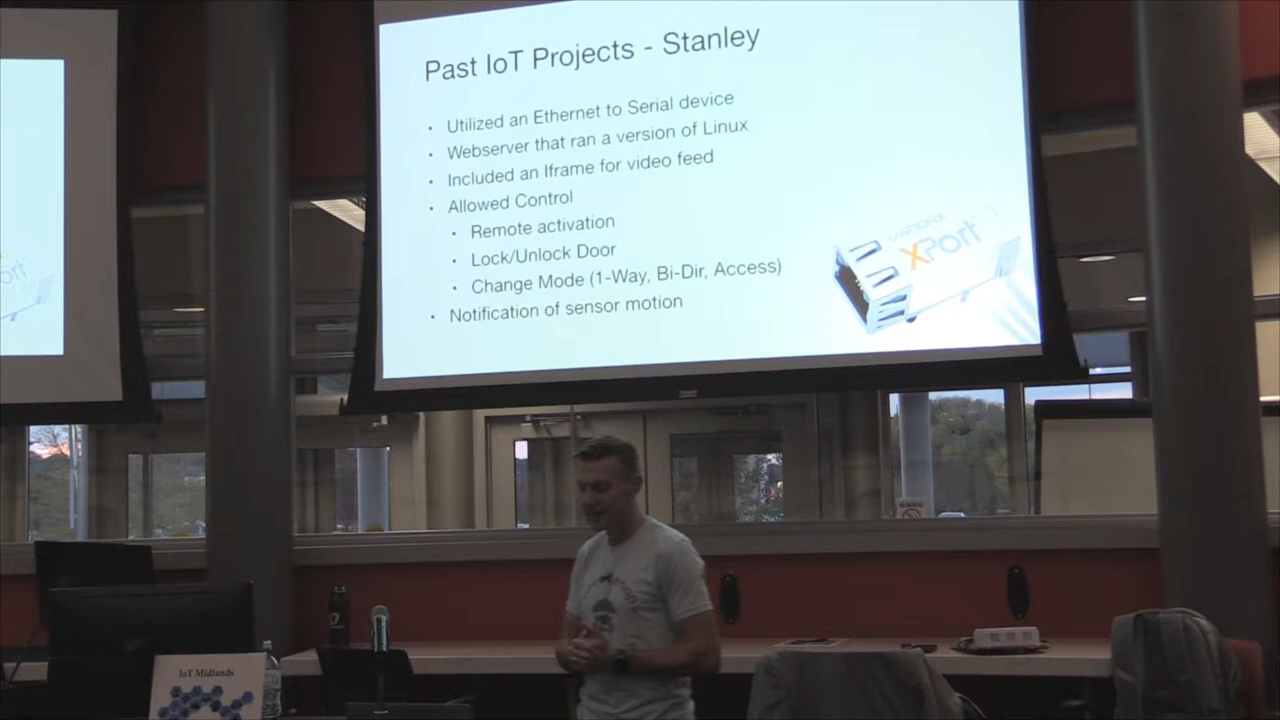 Past IoT Projects - Stanley
• Utilized an Ethernet to Serial device
• Webserver that ran a version of Linux
• Included an Iframe for video feed
• Allowed Control
• Remote activation
• Lock/Unlock Door
• Change Mode (1-Way, Bi-Dir, Access)
• Notification of sensor motion
LANTRONIX
XPort
IoT Midlands